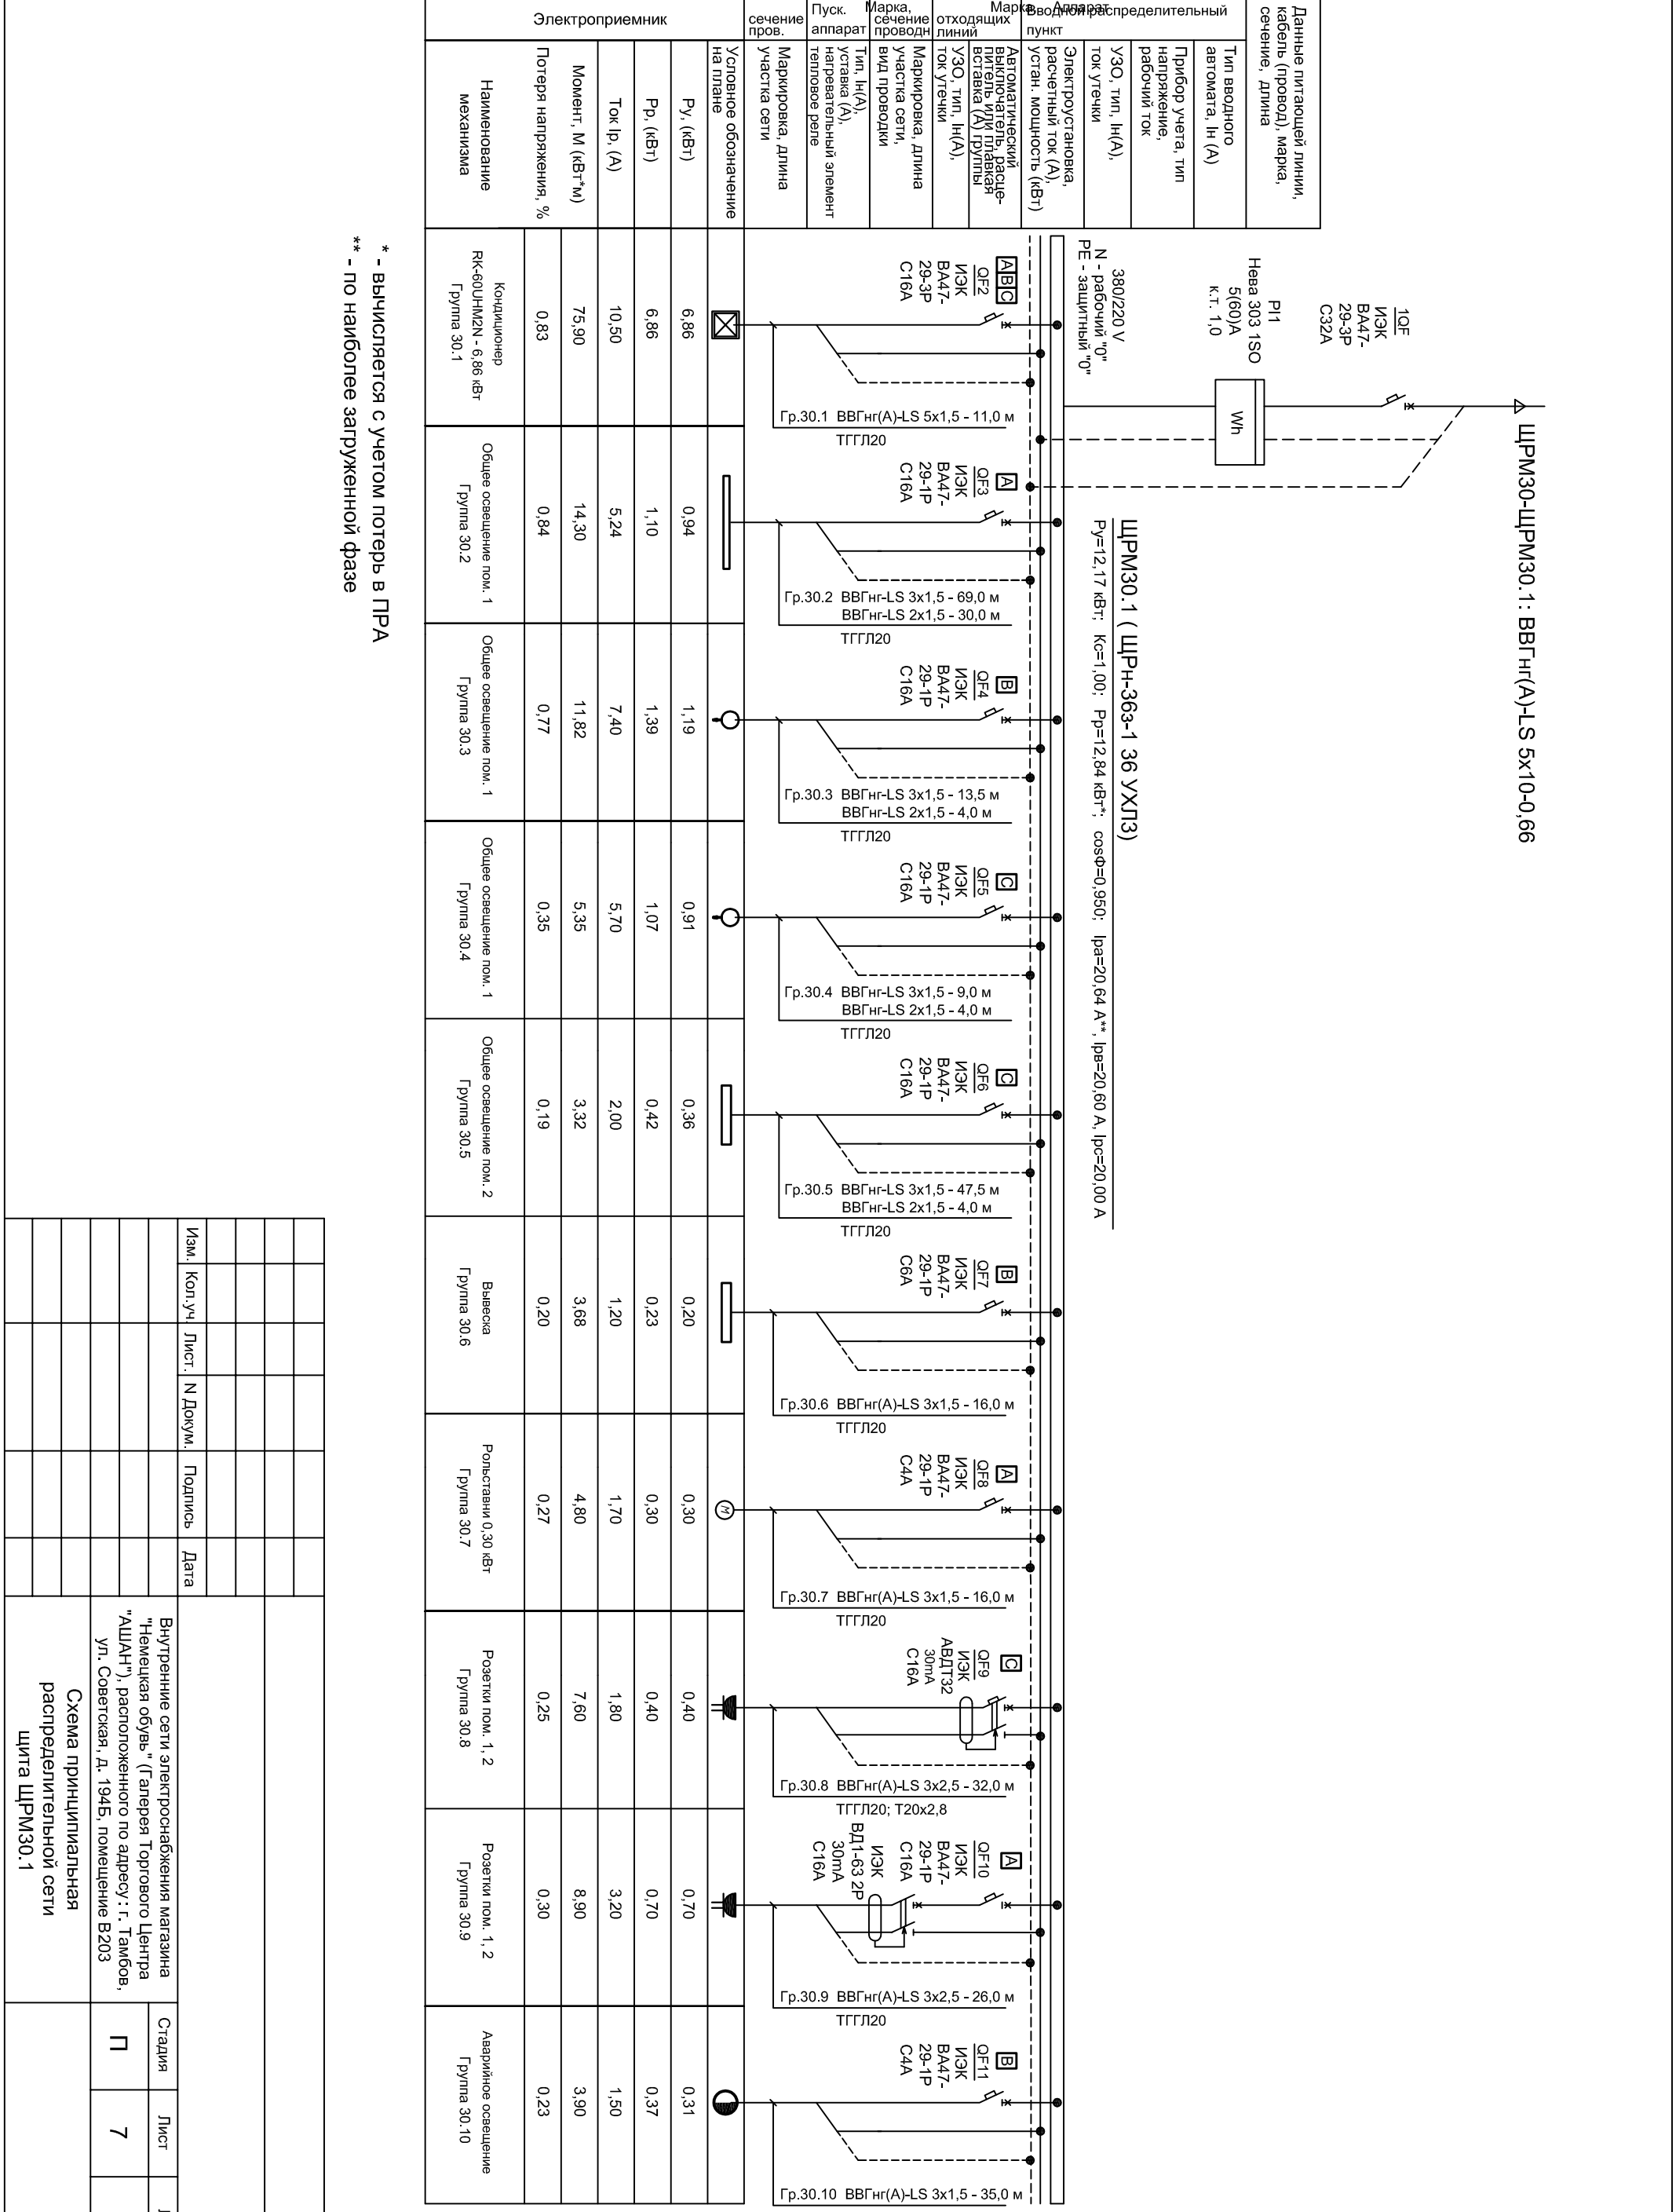 ЩРМ30-ЩРМ30.1: ВВГнг(А)-LS 5х10-0,66
Данные питающей линии,
кабель (провод), марка,
сечение, длина
Тип вводного
автомата, Iн (А)
Прибор учета, тип
напряжение,
рабочий ток
УЗО, тип, Iн(А),
ток утечки
Электроустановка,
расчетный ток (А),
устан. мощность (кВт)
Вводной распределительный
пункт
Аппарат
отходящих
линий
Автоматический
выключатель, расце-
питель или плавкая
вставка (А) группы
УЗО, тип, Iн(А),
ток утечки
Марка,
сечение
проводн
Маркировка, длина
участка сети,
вид проводки
Пуск.
аппарат
Тип, Iн(А),
уставка (А),
нагревательный элемент
тепловое реле
Марка,
сечение
пров.
Маркировка, длина
участка сети
Электроприемник
Условное обозначение
на плане
Ру, (кВт)
Рр, (кВт)
Ток Iр, (А)
Момент, М (кВт*м)
Потеря напряжения, %
Наименование
механизма
1QF
ИЭК
ВА47-
29-3Р
С32А
PI1
Нева 303 1SO
5(60)А
к.т. 1,0
Wh
380/220 V
N - рабочий "0"
РЕ - защитный "0"
ЩРМ30.1 ( ЩРн-36з-1 36 УХЛ3)
Ру=12,17 кВт; Кс=1,00; Рр=12,84 кВт*; cosФ=0,950; Iра=20,64 А**, Iрв=20,60 А, Iрс=20,00 А
А В С
QF2
ИЭК
ВА47-
29-3Р
С16А
Гр.30.1 ВВГнг(А)-LS 5х1,5 - 11,0 м
ТГГЛ20
6,86
6,86
10,50
75,90
0,83
Кондиционер
RK-60UHM2N - 6,86 кВт
Группа 30.1
А
QF3
ИЭК
ВА47-
29-1Р
С16А
Гр.30.2 ВВГнг-LS 3х1,5 - 69,0 м
ВВГнг-LS 2х1,5 - 30,0 м
ТГГЛ20
0,94
1,10
5,24
14,30
0,84
Общее освещение пом. 1
Группа 30.2
В
QF4
ИЭК
ВА47-
29-1Р
С16А
Гр.30.3 ВВГнг-LS 3х1,5 - 13,5 м
ВВГнг-LS 2х1,5 - 4,0 м
ТГГЛ20
1,19
1,39
7,40
11,82
0,77
Общее освещение пом. 1
Группа 30.3
С
QF5
ИЭК
ВА47-
29-1Р
С16А
Гр.30.4 ВВГнг-LS 3х1,5 - 9,0 м
ВВГнг-LS 2х1,5 - 4,0 м
ТГГЛ20
0,91
1,07
5,70
5,35
0,35
Общее освещение пом. 1
Группа 30.4
С
QF6
ИЭК
ВА47-
29-1Р
С16А
Гр.30.5 ВВГнг-LS 3х1,5 - 47,5 м
ВВГнг-LS 2х1,5 - 4,0 м
ТГГЛ20
0,36
0,42
2,00
3,32
0,19
Общее освещение пом. 2
Группа 30.5
В
QF7
ИЭК
ВА47-
29-1Р
С6А
Гр.30.6 ВВГнг(А)-LS 3х1,5 - 16,0 м
ТГГЛ20
0,20
0,23
1,20
3,68
0,20
Вывеска
Группа 30.6
А
QF8
ИЭК
ВА47-
29-1Р
С4А
Гр.30.7 ВВГнг(А)-LS 3х1,5 - 16,0 м
ТГГЛ20
М
0,30
0,30
1,70
4,80
0,27
Рольставни 0,30 кВт
Группа 30.7
С
QF9
ИЭК
АВДТ32
30mA
С16А
Гр.30.8 ВВГнг(А)-LS 3х2,5 - 32,0 м
ТГГЛ20; Т20х2,8
0,40
0,40
1,80
7,60
0,25
Розетки пом. 1, 2
Группа 30.8
А
QF10
ИЭК
ВА47-
29-1Р
С16А
ИЭК
ВД1-63 2Р
30mA
С16А
Гр.30.9 ВВГнг(А)-LS 3х2,5 - 26,0 м
ТГГЛ20
0,70
0,70
3,20
8,90
0,30
Розетки пом. 1, 2
Группа 30.9
В
QF11
ИЭК
ВА47-
29-1Р
С4А
Гр.30.10 ВВГнг(А)-LS 3х1,5 - 35,0 м
0,31
0,37
1,50
3,90
0,23
Аварийное освещение
Группа 30.10
* - вычисляется с учетом потерь в ПРА
** - по наиболее загруженной фазе
Изм. Кол.уч. Лист. N Докум. Подпись Дата
Внутренние сети электроснабжения магазина
"Немецкая обувь" (Галерея Торгового Центра
"АШАН"), расположенного по адресу : г. Тамбов,
ул. Советская, д. 194Б, помещение В203
Стадия Лист
П 7
Схема принципиальная
распределительной сети
щита ЩРМ30.1